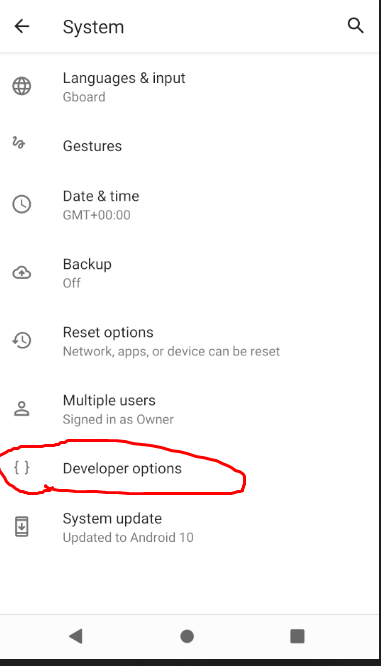 System
Languages & input
Gboard
Gestures
Date & time
GMT+00:00
Backup
Off
Reset options
Network, apps, or device can be reset
Multiple users
Signed in as Owner
{ } Developer options
System update
Updated to Android 10